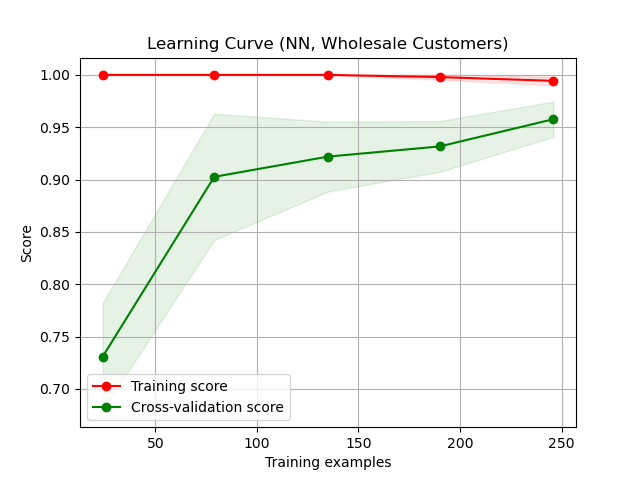 Learning Curve (NN, Wholesale Customers)
1.00
0.95
0.90
0.85
0.80
0.75
0.70
Score
Training score
Cross-validation score
50
100
150
200
250
Training examples